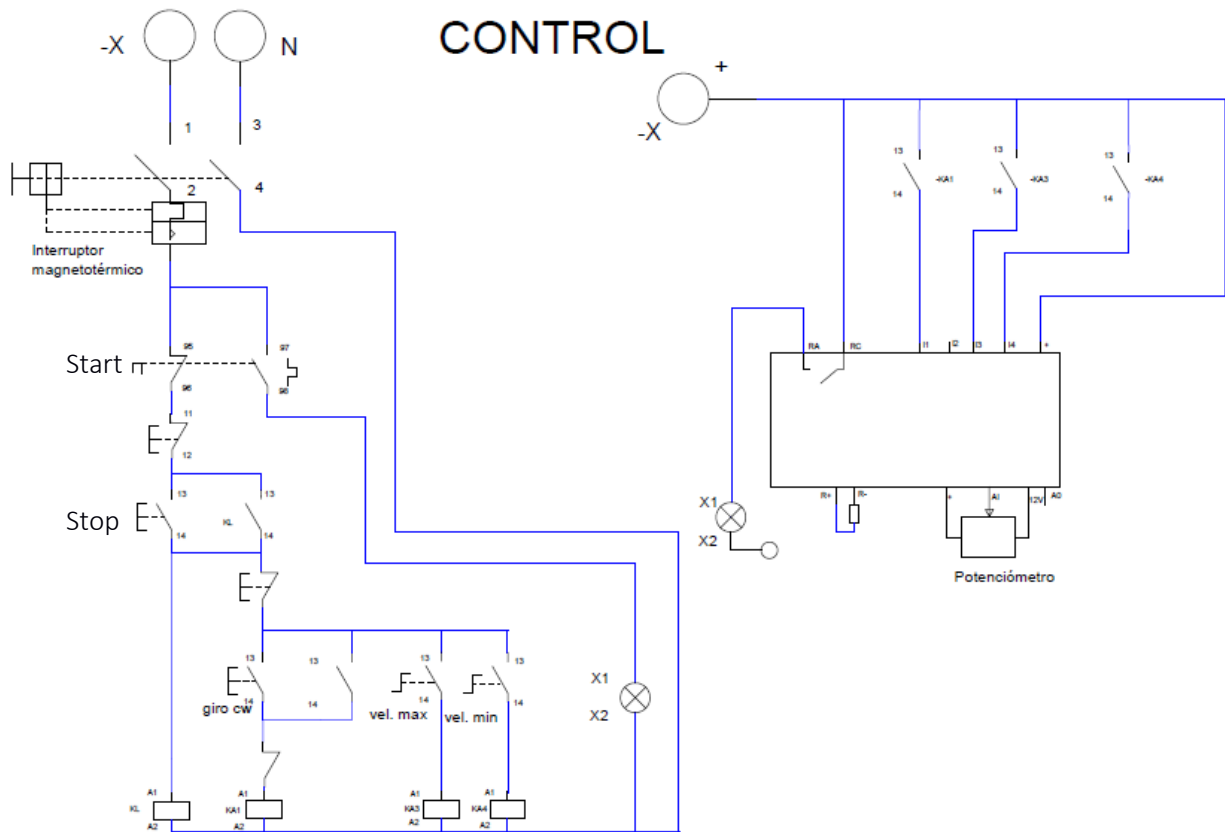 CONTROL
-X
N
+
-X
1
3
2
4
Interruptor
magnetotérmico
13
14
-KA1
13
14
-KA3
13
14
-KA4
Start
95
96
97
98
11
12
RA
RC
I1
I2
I3
I4
+
Stop
13
14
KL
13
14
R+
R-
+
AI
12V
A0
X1
X2
Potenciómetro
13
14
giro cw
13
14
13
14
vel. max
13
14
vel. min
X1
X2
A1
KL
A2
A1
KA1
A2
A1
KA3
A2
A1
KA4
A2